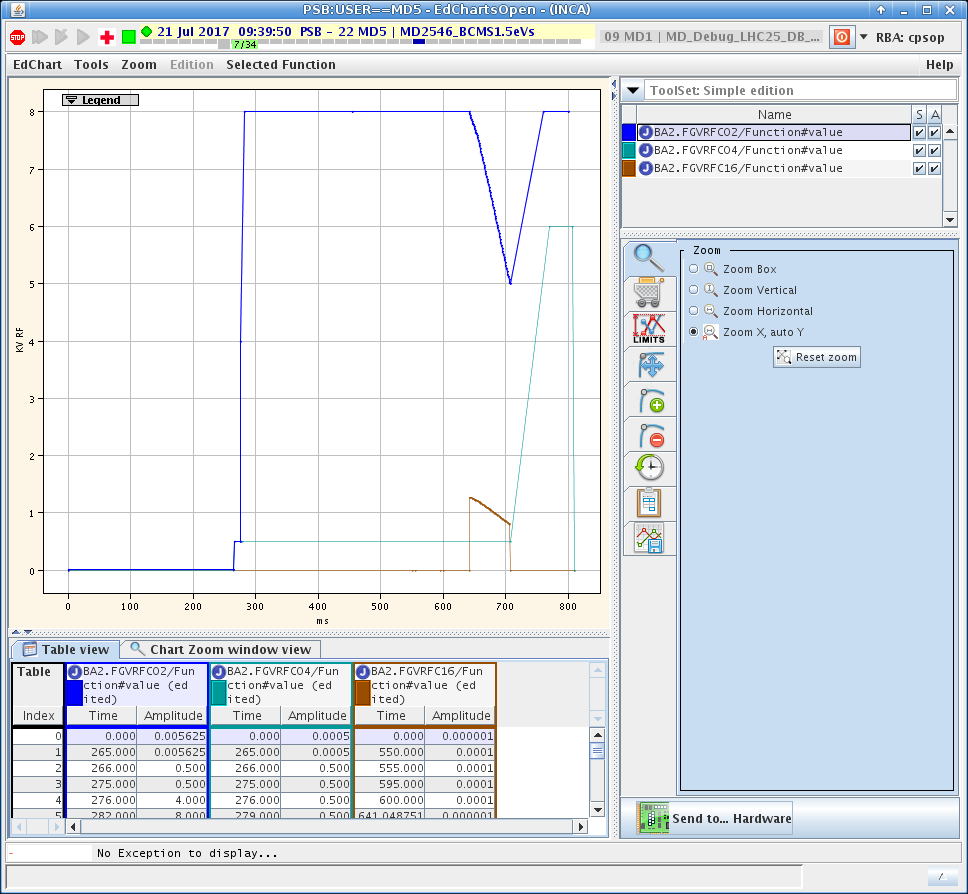 PSB:USER==MD5 - EdChartsOpen - (INCA)
STOP 21 Jul 2017 09:39:50 PSB - 22 MD5 | MD2546_BCMS1.5eVs
7/34
09 MD1 | MD_Debug_LHC25_DB_...
RBA: cpsop
EdChart Tools Zoom Edition Selected Function Help
Legend
8
7
6
5
4
3
2
1
0
KV RF
0 100 200 300 400 500 600 700 800
ms
ToolSet: Simple edition
Name S A
BA2.FGVRFC02/Function#value
BA2.FGVRFC04/Function#value
BA2.FGVRFC16/Function#value
LIMITS
Zoom
Zoom Box
Zoom Vertical
Zoom Horizontal
Zoom X, auto Y
Reset zoom
Table view Chart Zoom window view
Table BA2.FGVRFC02/Function#value (edited) BA2.FGVRFC04/Function#value (edited) BA2.FGVRFC16/Function#value (edited)
Index Time Amplitude Time Amplitude Time Amplitude
0 0.000 0.005625 0.000 0.0005 0.000 0.000001
1 265.000 0.005625 265.000 0.0005 550.000 0.0001
2 266.000 0.500 266.000 0.500 555.000 0.0001
3 275.000 0.500 275.000 0.500 595.000 0.0001
4 276.000 4.000 276.000 0.500 600.000 0.0001
5 282.000 8.000 279.000 0.500 641.048751 0.000001
Send to... Hardware
- No Exception to display...